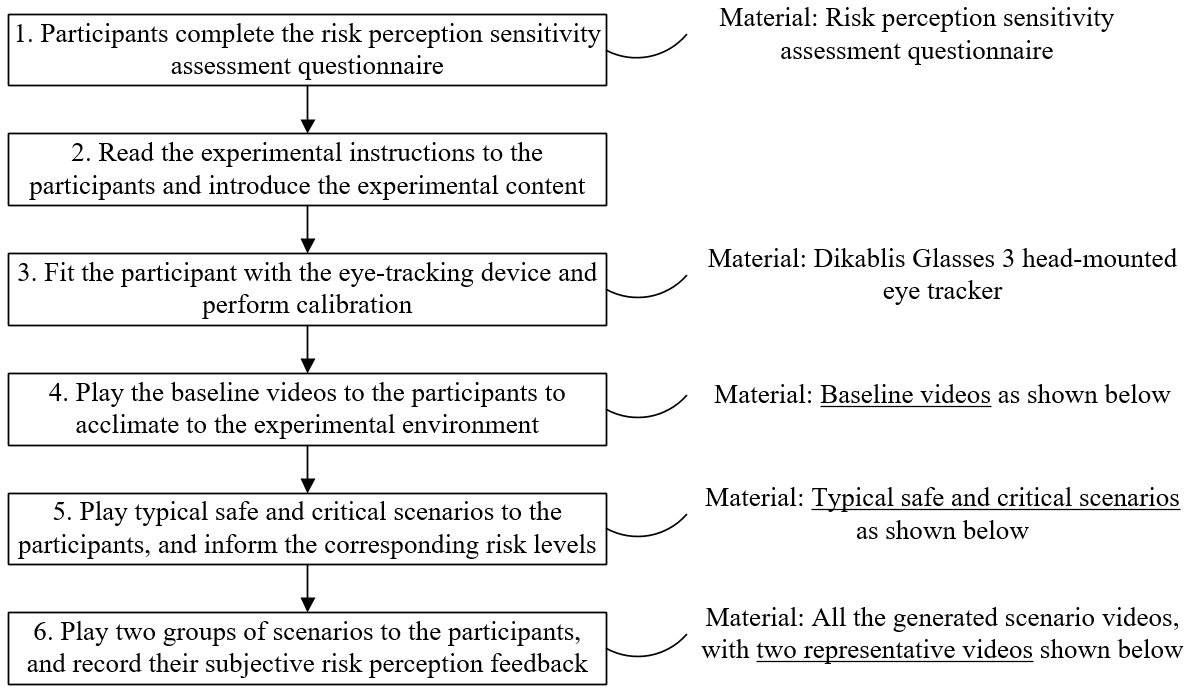 1. Participants complete the risk perception sensitivity
assessment questionnaire
Material: Risk perception sensitivity
assessment questionnaire
2. Read the experimental instructions to the
participants and introduce the experimental content
3. Fit the participant with the eye-tracking device and
perform calibration
Material: Dikablis Glasses 3 head-mounted
eye tracker
4. Play the baseline videos to the participants to
acclimate to the experimental environment
Material: Baseline videos as shown below
5. Play typical safe and critical scenarios to the
participants, and inform the corresponding risk levels
Material: Typical safe and critical scenarios
as shown below
6. Play two groups of scenarios to the participants,
and record their subjective risk perception feedback
Material: All the generated scenario videos,
with two representative videos shown below